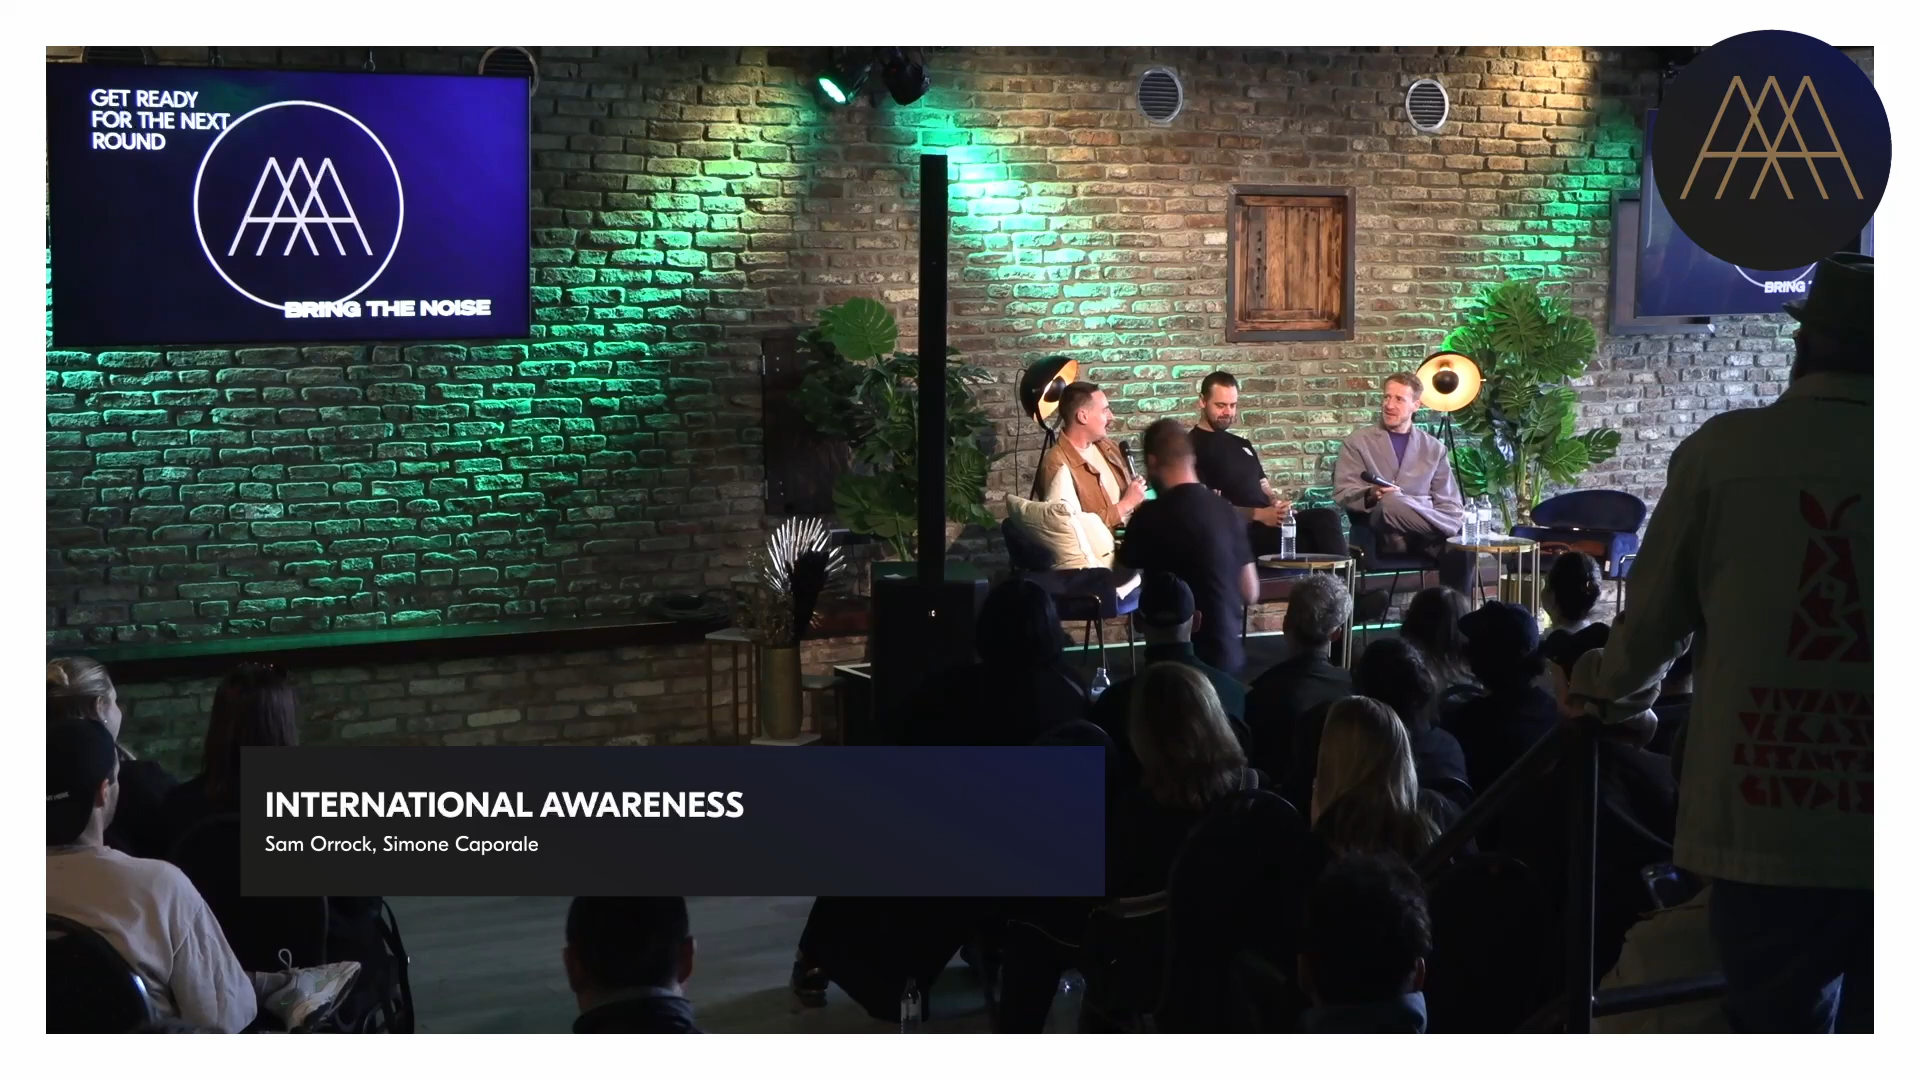 GET READY
FOR THE NEXT
ROUND
BRING THE NOISE
BRING
INTERNATIONAL AWARENESS
Sam Orrock, Simone Caporale